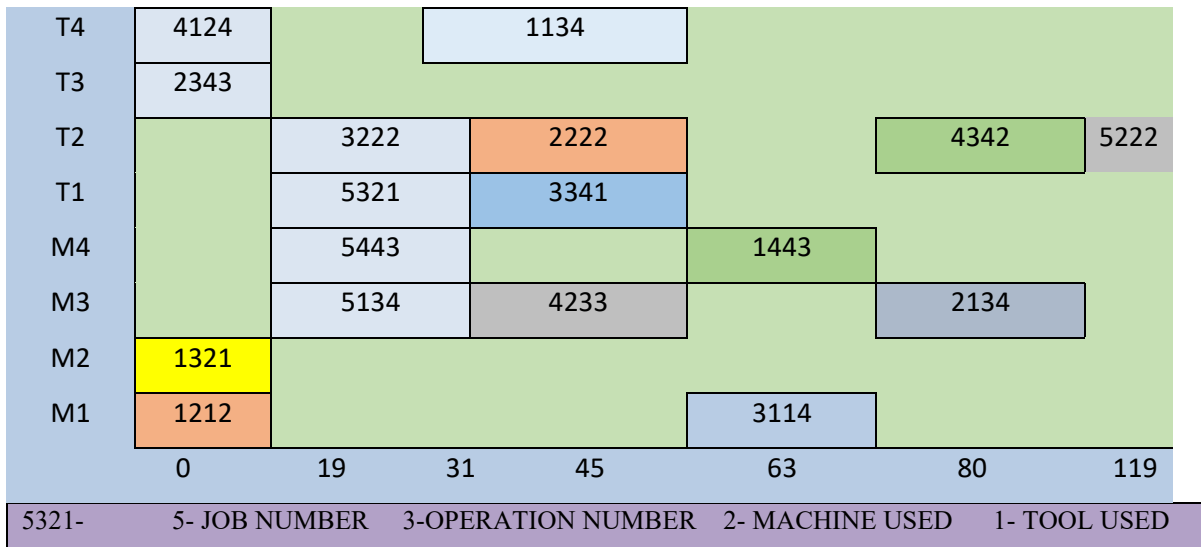 T4 4124 1134
T3 2343
T2 3222 2222 4342 5222
T1 5321 3341
M4 5443 1443
M3 5134 4233 2134
M2 1321
M1 1212 3114
0 19 31 45 63 80 119
5321- 5- JOB NUMBER 3-OPERATION NUMBER 2- MACHINE USED 1- TOOL USED